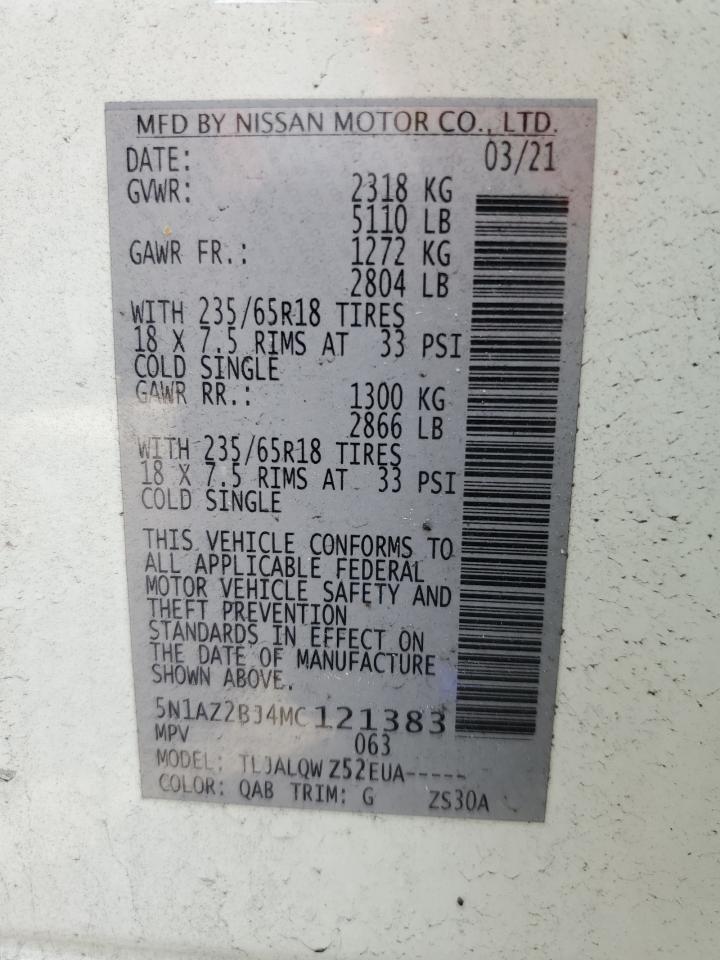 MFD BY NISSAN MOTOR CO., LTD.
DATE: 03/21
GVWR: 2318 KG
5110 LB
GAWR FR.: 1272 KG
2804 LB
WITH 235/65R18 TIRES
18 X 7.5 RIMS AT 33 PSI
COLD SINGLE
GAWR RR.: 1300 KG
2866 LB
WITH 235/65R18 TIRES
18 X 7.5 RIMS AT 33 PSI
COLD SINGLE
THIS VEHICLE CONFORMS TO
ALL APPLICABLE FEDERAL
MOTOR VEHICLE SAFETY AND
THEFT PREVENTION
STANDARDS IN EFFECT ON
THE DATE OF MANUFACTURE
SHOWN ABOVE.
5N1AZ2BJ4MC121383
MPV 063
MODEL: TLJALQW Z52EUA-----
COLOR: QAB TRIM: G ZS30A